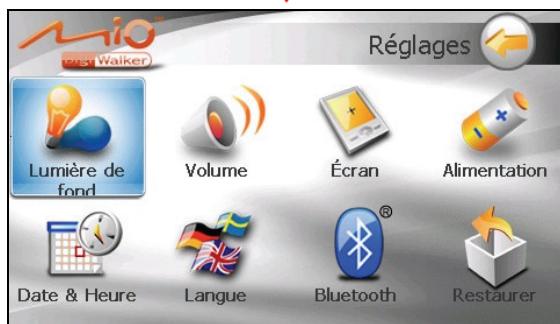 Mio
DigiWalker
Réglages
Lumière de
fond
Volume
Écran
Alimentation
Date & Heure
Langue
Bluetooth
®
Restaurer